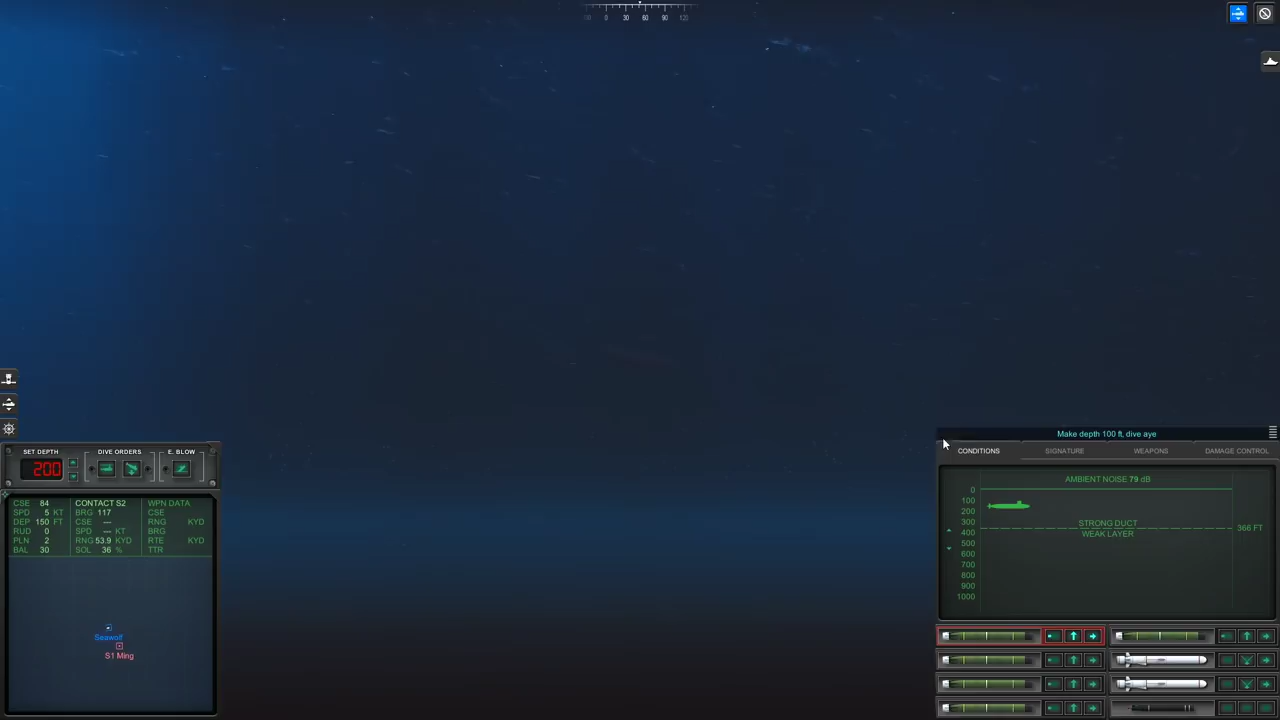 0 30 60 90 120
Make depth 100 ft, dive aye
SET DEPTH DIVE ORDERS E. BLOW
200
CONDITIONS SIGNATURE WEAPONS DAMAGE CONTROL
AMBIENT NOISE 79 dB
0
100
200
300
400
500
600
700
800
900
1000
STRONG DUCT
WEAK LAYER
366 FT
CSE 84 CONTACT S2 WPN DATA
SPD 5 KT BRG 117 CSE
DEP 150 FT CSE --- RNG KYD
RUD 0 SPD --- KT BRG
PLN 2 RNG 53.9 KYD RTE KYD
BAL 30 SOL 36 % TTR
Seawolf
S1 Ming